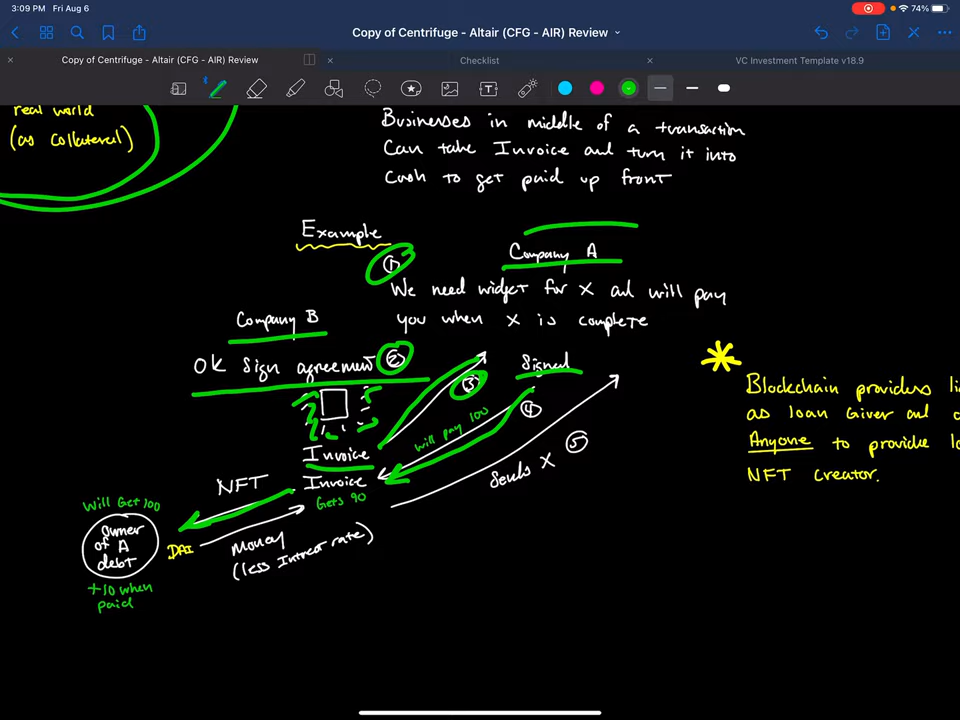 3:09 PM Fri Aug 6
74%
Copy of Centrifuge - Altair (CFG - AIR) Review
Copy of Centrifuge - Altair (CFG - AIR) Review
Checklist
VC Investment Template v18.9
real world
(as collateral)
Businesses in middle of a transaction
Can take Invoice and turn it into
Cash to get paid up front
Example
1
Company A
We need widget for X and will pay
you when X is complete
Company B
OK Sign agreement 2
Signed
3
4
will pay 100
Invoice
Invoice
Gets 90
Sends X 5
NFT
Will Get 100
Owner
of A
debt
DAI
Money
(less Interest rate)
+10 when
paid
Blockchain providers
as loan Giver and
Anyone to provide
NFT creator.